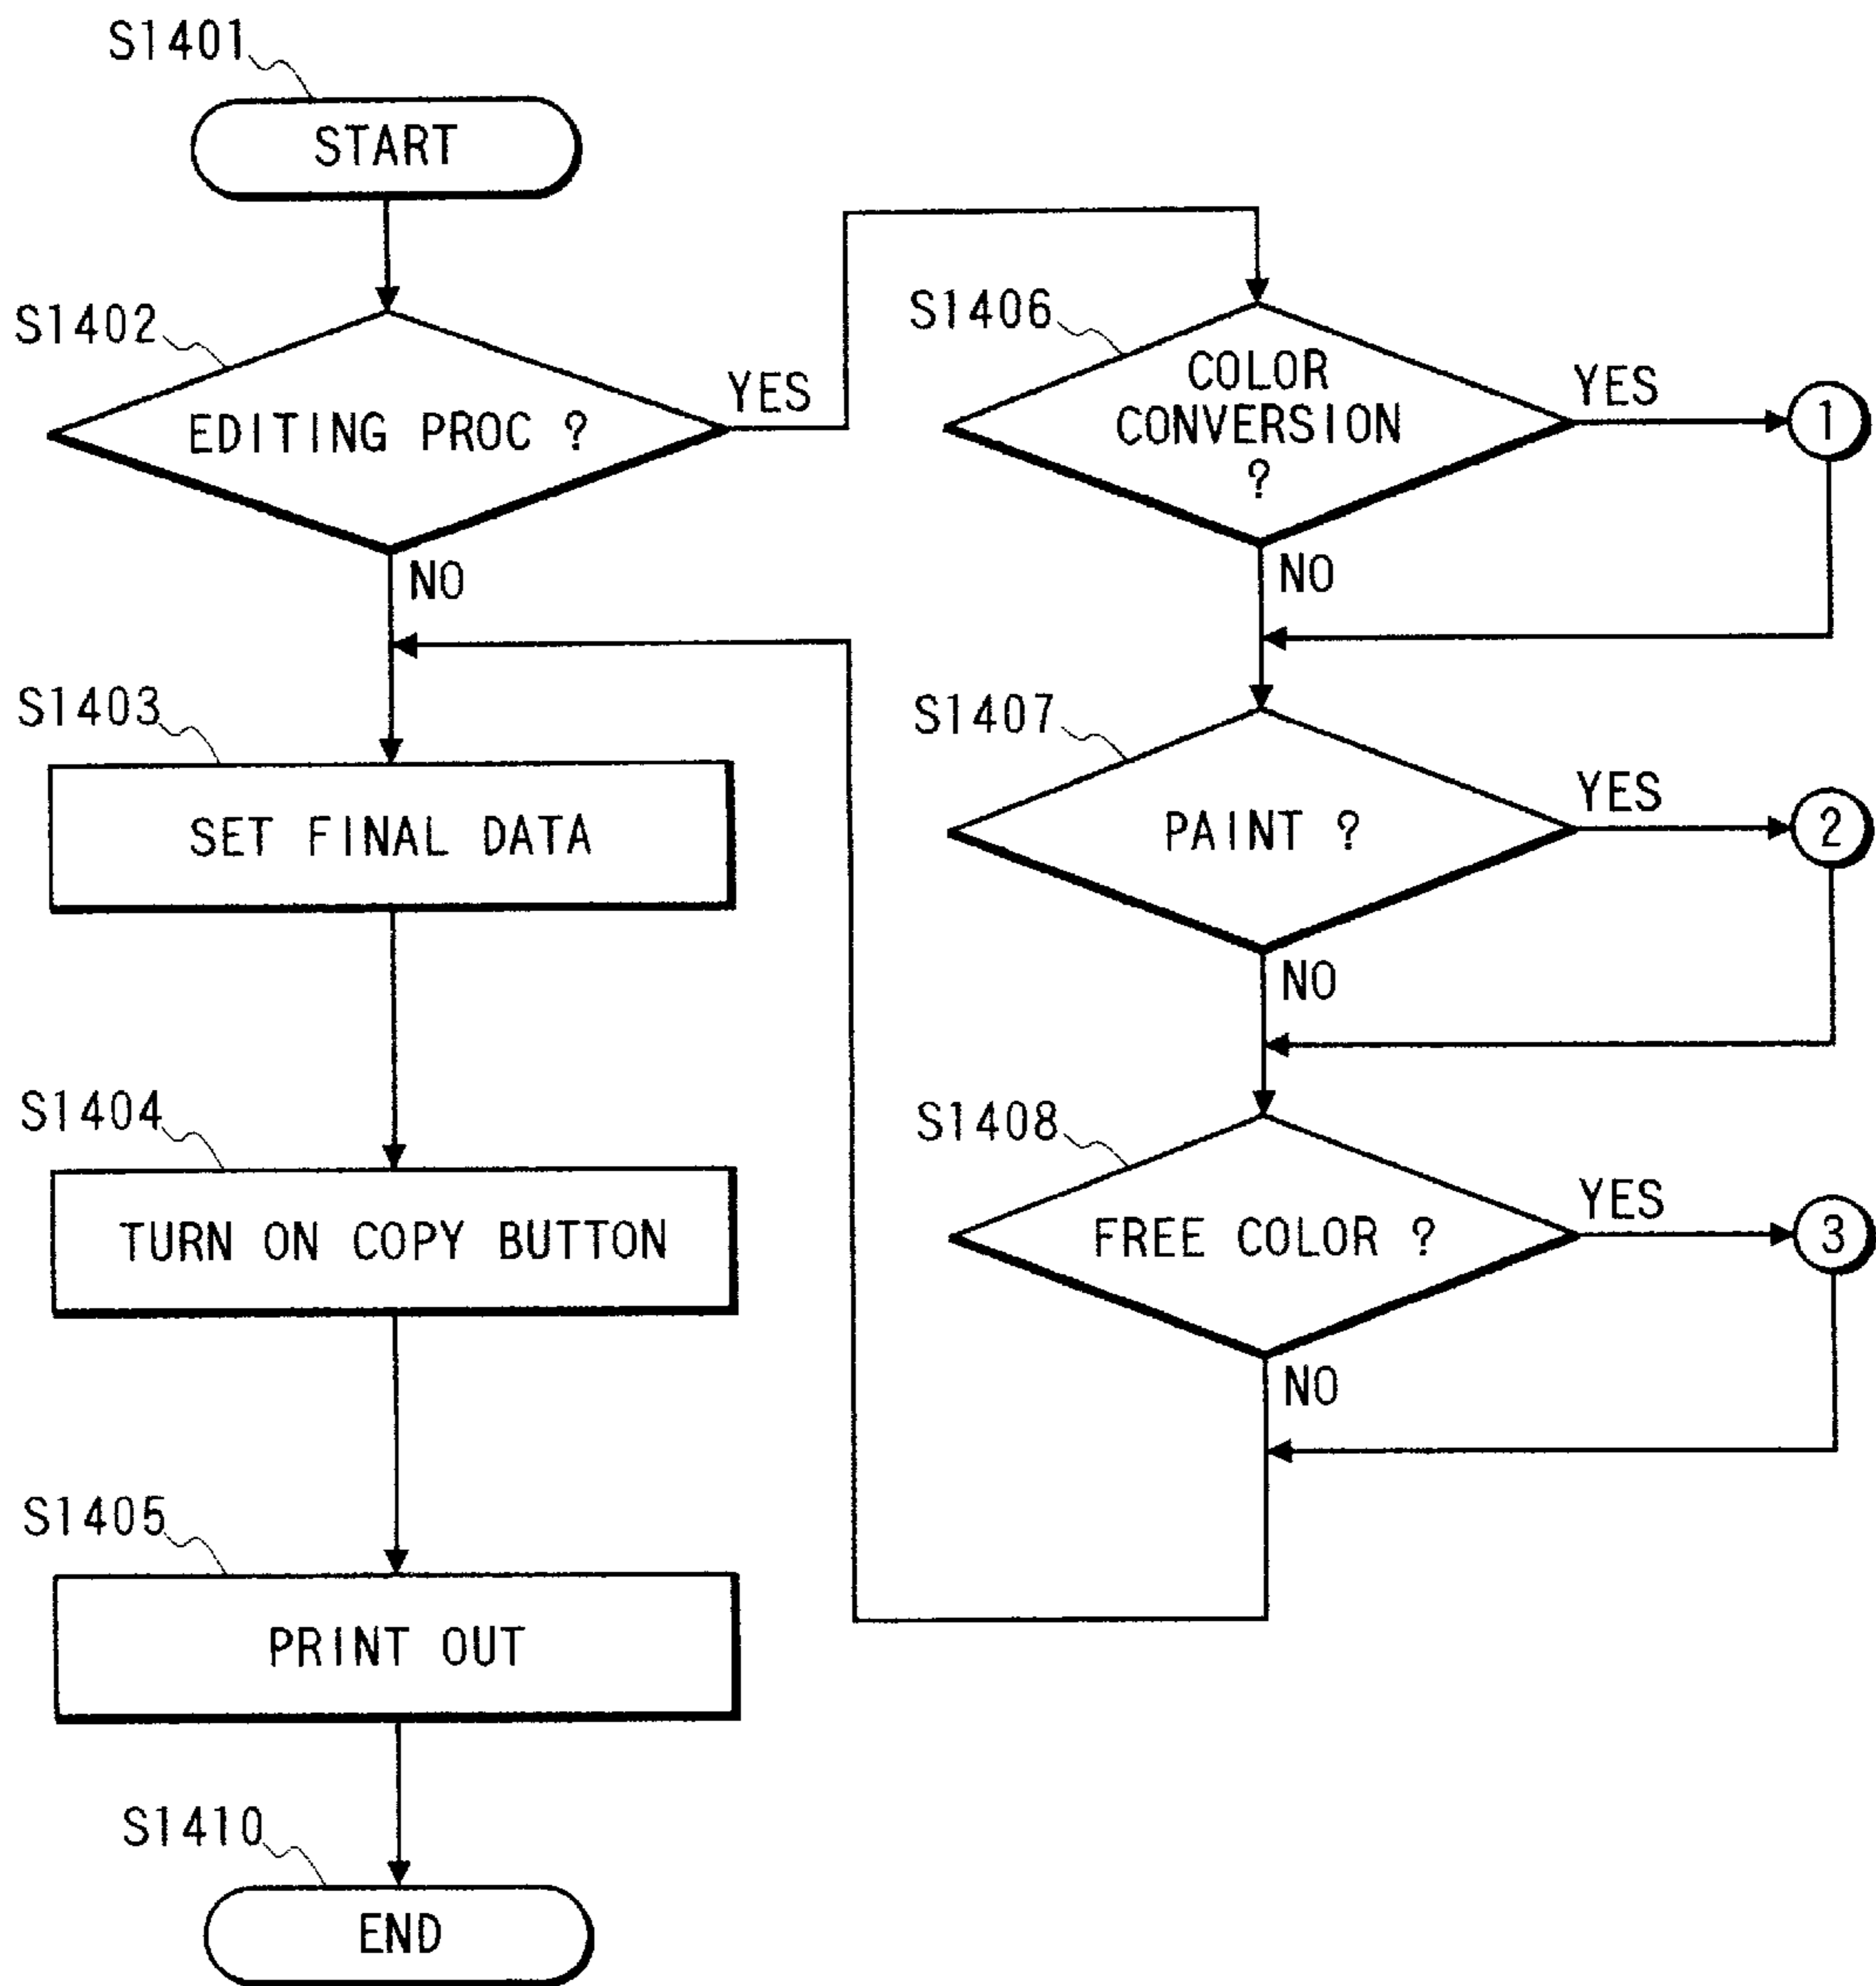 S1401
START
S1402
EDITING PROC ?
YES
NO
S1403
SET FINAL DATA
S1404
TURN ON COPY BUTTON
S1405
PRINT OUT
S1410
END
S1406
COLOR
CONVERSION
?
YES
1
NO
S1407
PAINT ?
YES
2
NO
S1408
FREE COLOR ?
YES
3
NO